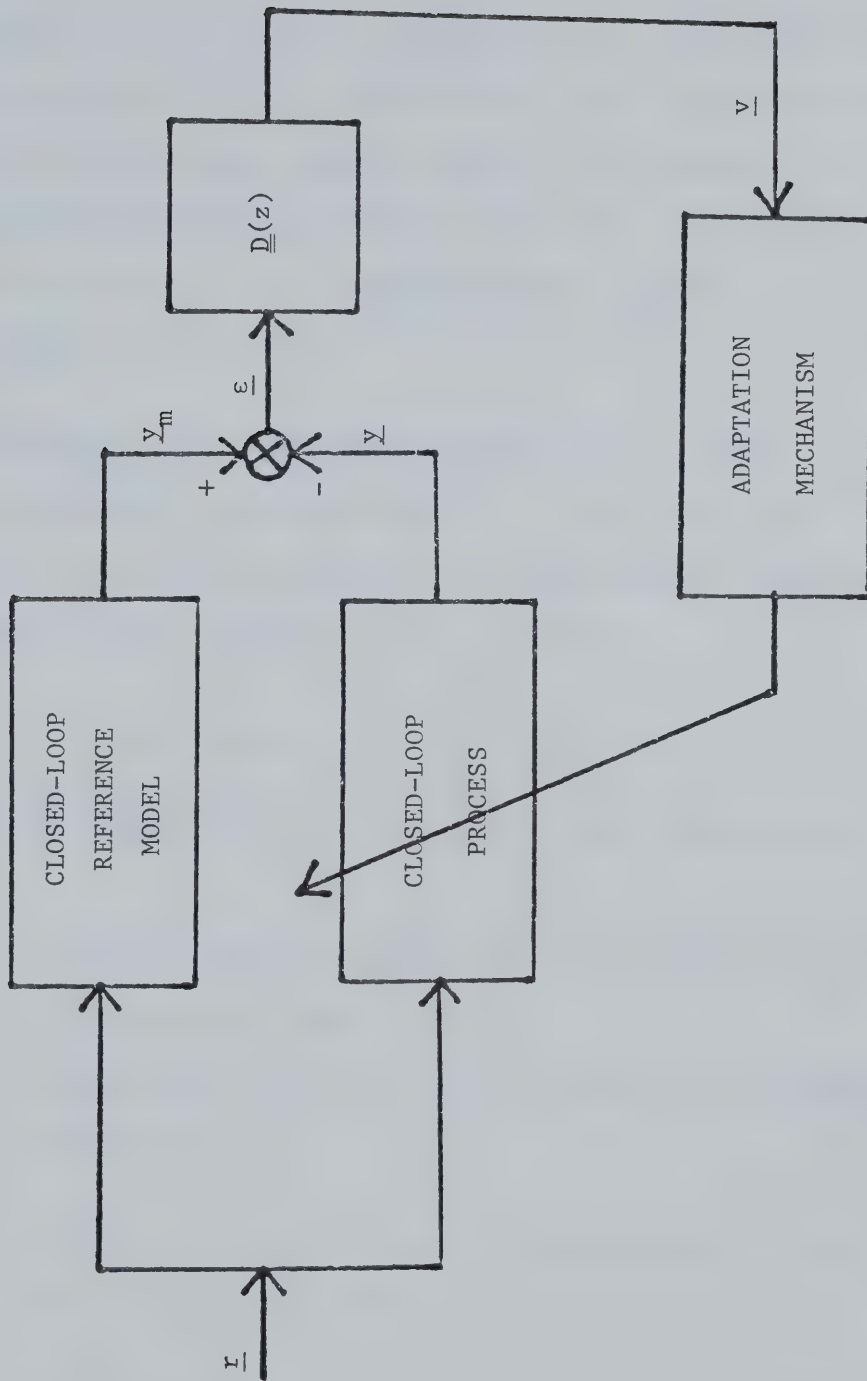 r
CLOSED-LOOP
REFERENCE
MODEL
CLOSED-LOOP
PROCESS
y_m
+
-
y
ε
D(z)
v
ADAPTATION
MECHANISM